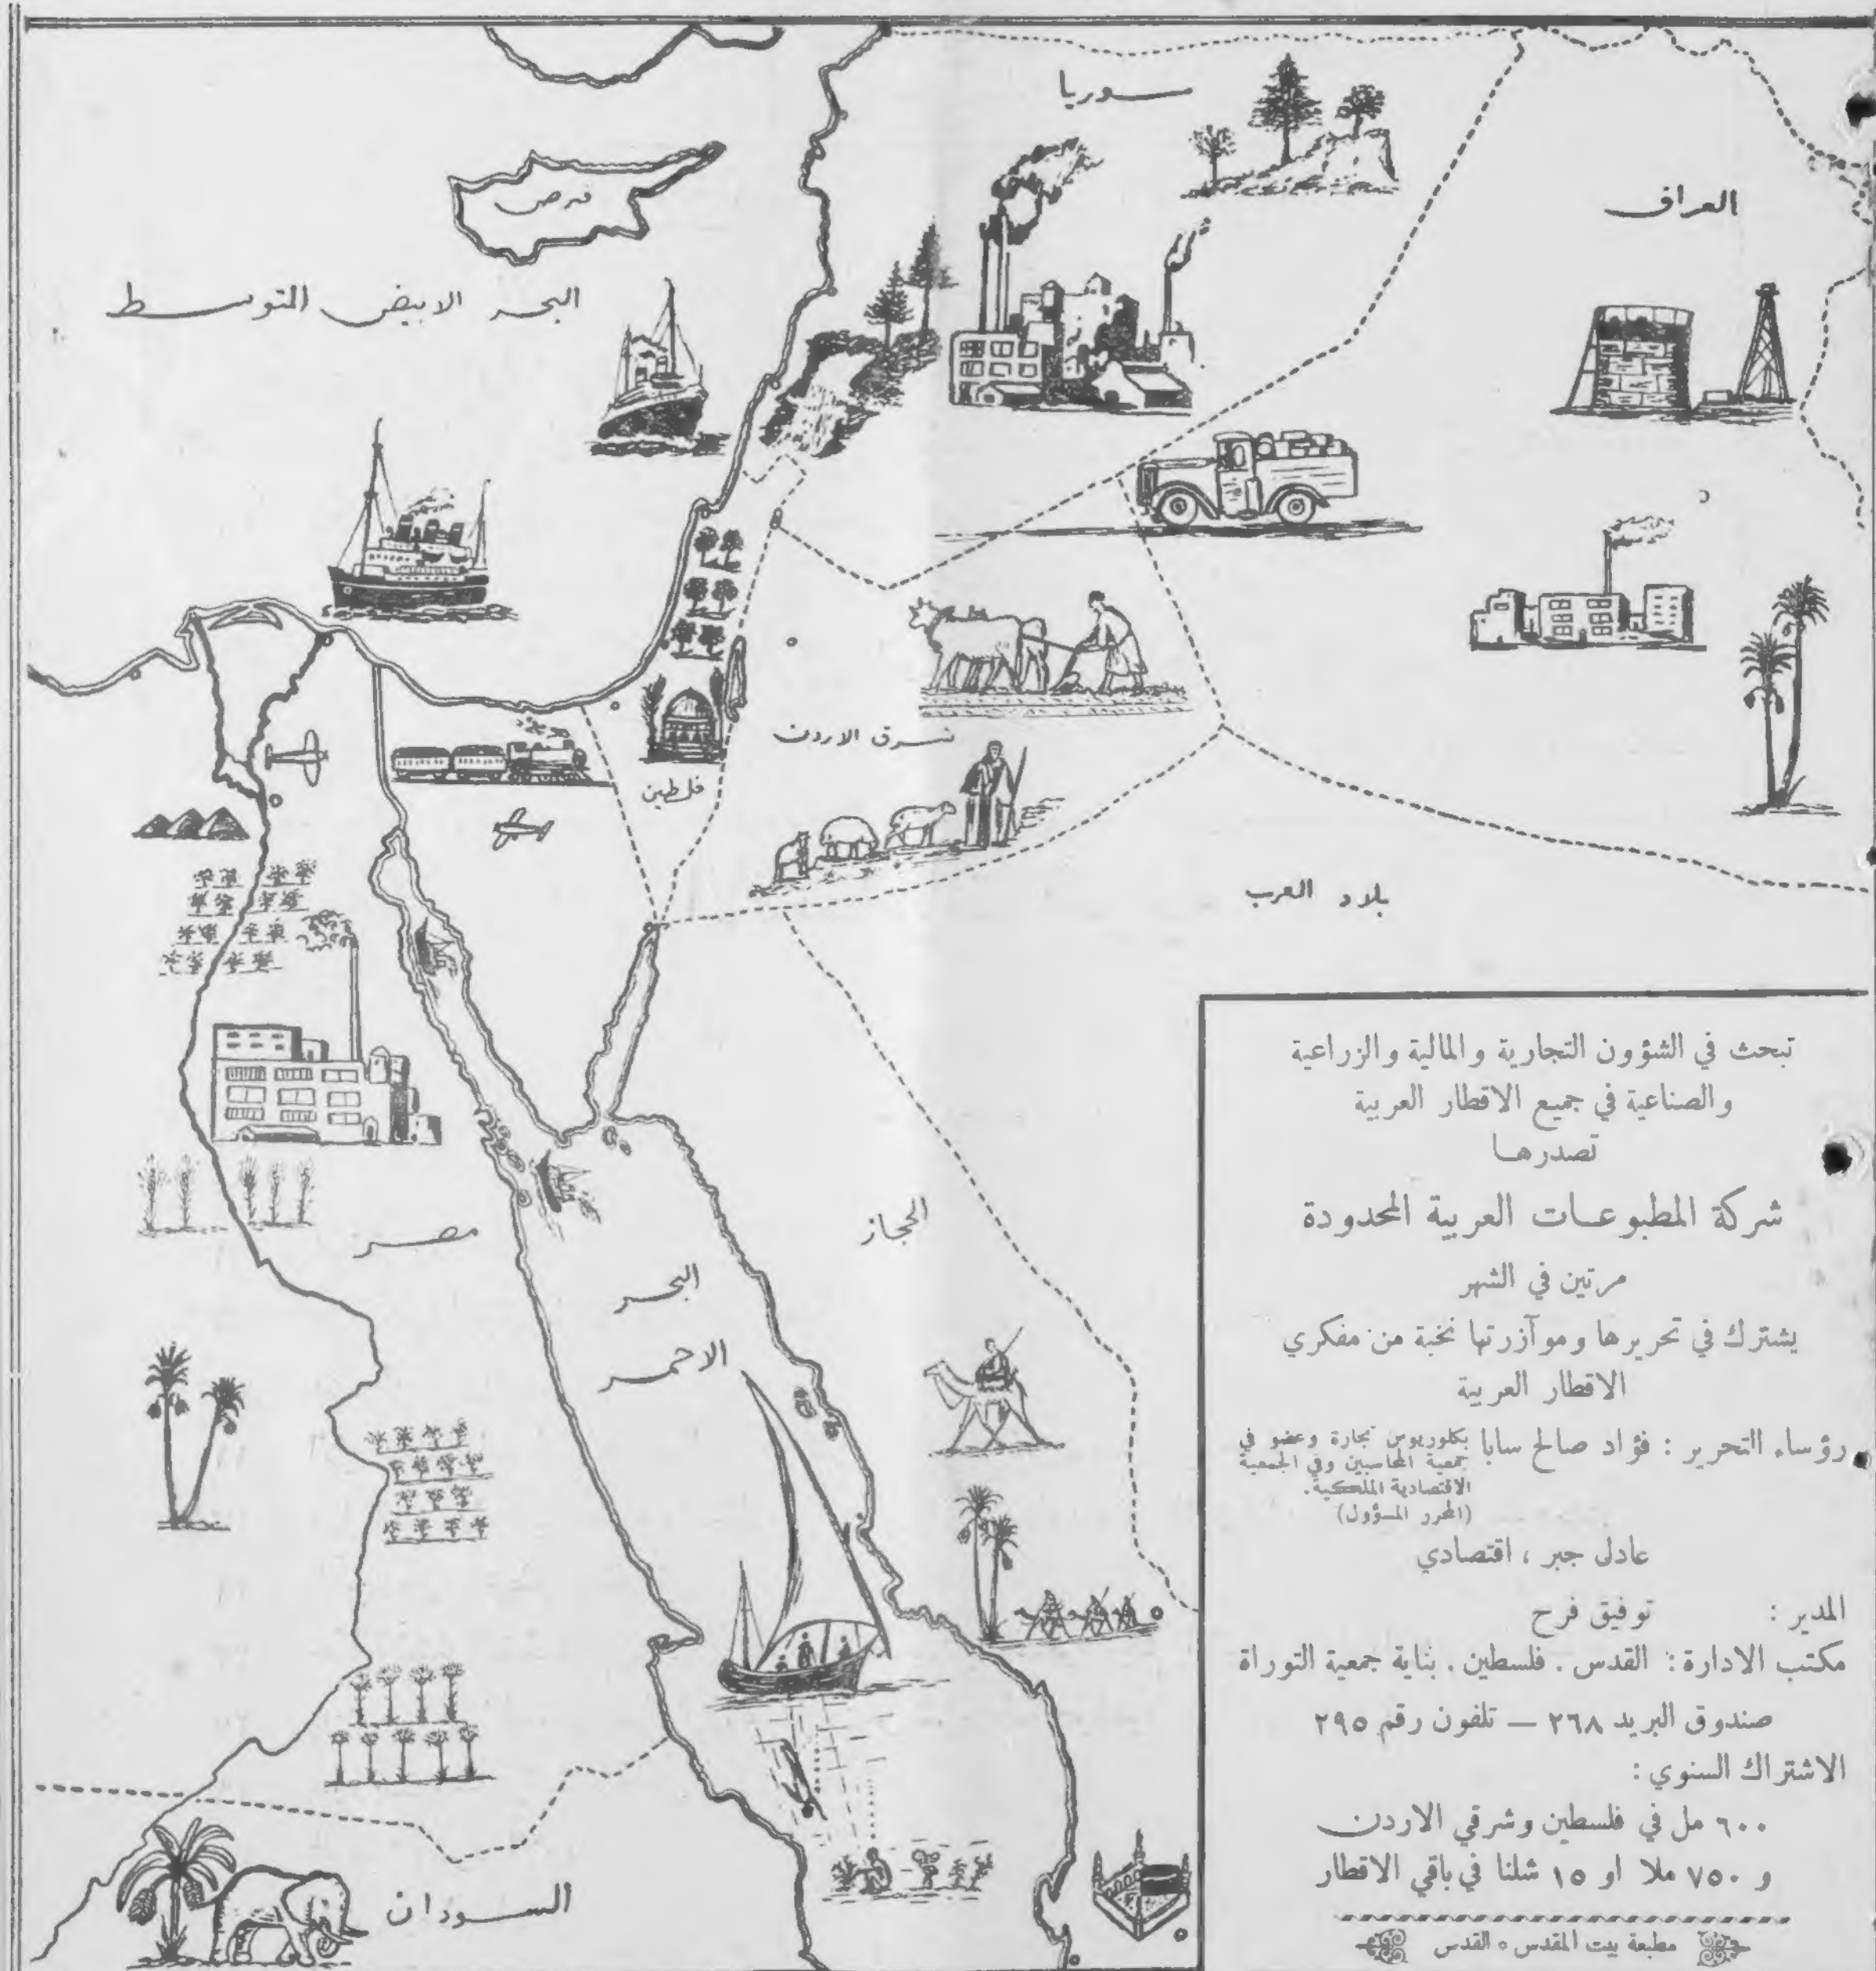 سوريا
العراق
قبرص
البحر الابيض المتوسط
شرق الاردن
فلسطين
بلاد العرب
الحجاز
مصر
البحر
الاحمر
السودان
تبحث في الشؤون التجارية والمالية والزراعية
والصناعية في جميع الاقطار العربية
تصدرها
شركة المطبوعات العربية المحدودة
مرتين في الشهر
يشترك في تحريرها وموآزرتها نخبة من مفكري
الاقطار العربية
رؤساء التحرير : فؤاد صالح سابا بكلوريوس تجارة وعضو في
جمعية المحاسبين وفي الجمعية
الاقتصادية الملكية.
(المحرر المسؤول)
عادل جبر ، اقتصادي
المدير : توفيق فرح
مكتب الادارة : القدس . فلسطين . بناية جمعية التوراة
صندوق البريد ٢٦٨ — تلفون رقم ٢٩٥
الاشتراك السنوي :
٦٠٠ مل في فلسطين وشرقي الاردن
و ٧٥٠ ملا او ١٥ شلنا في باقي الاقطار
مطبعة بيت المقدس ٥ القدس